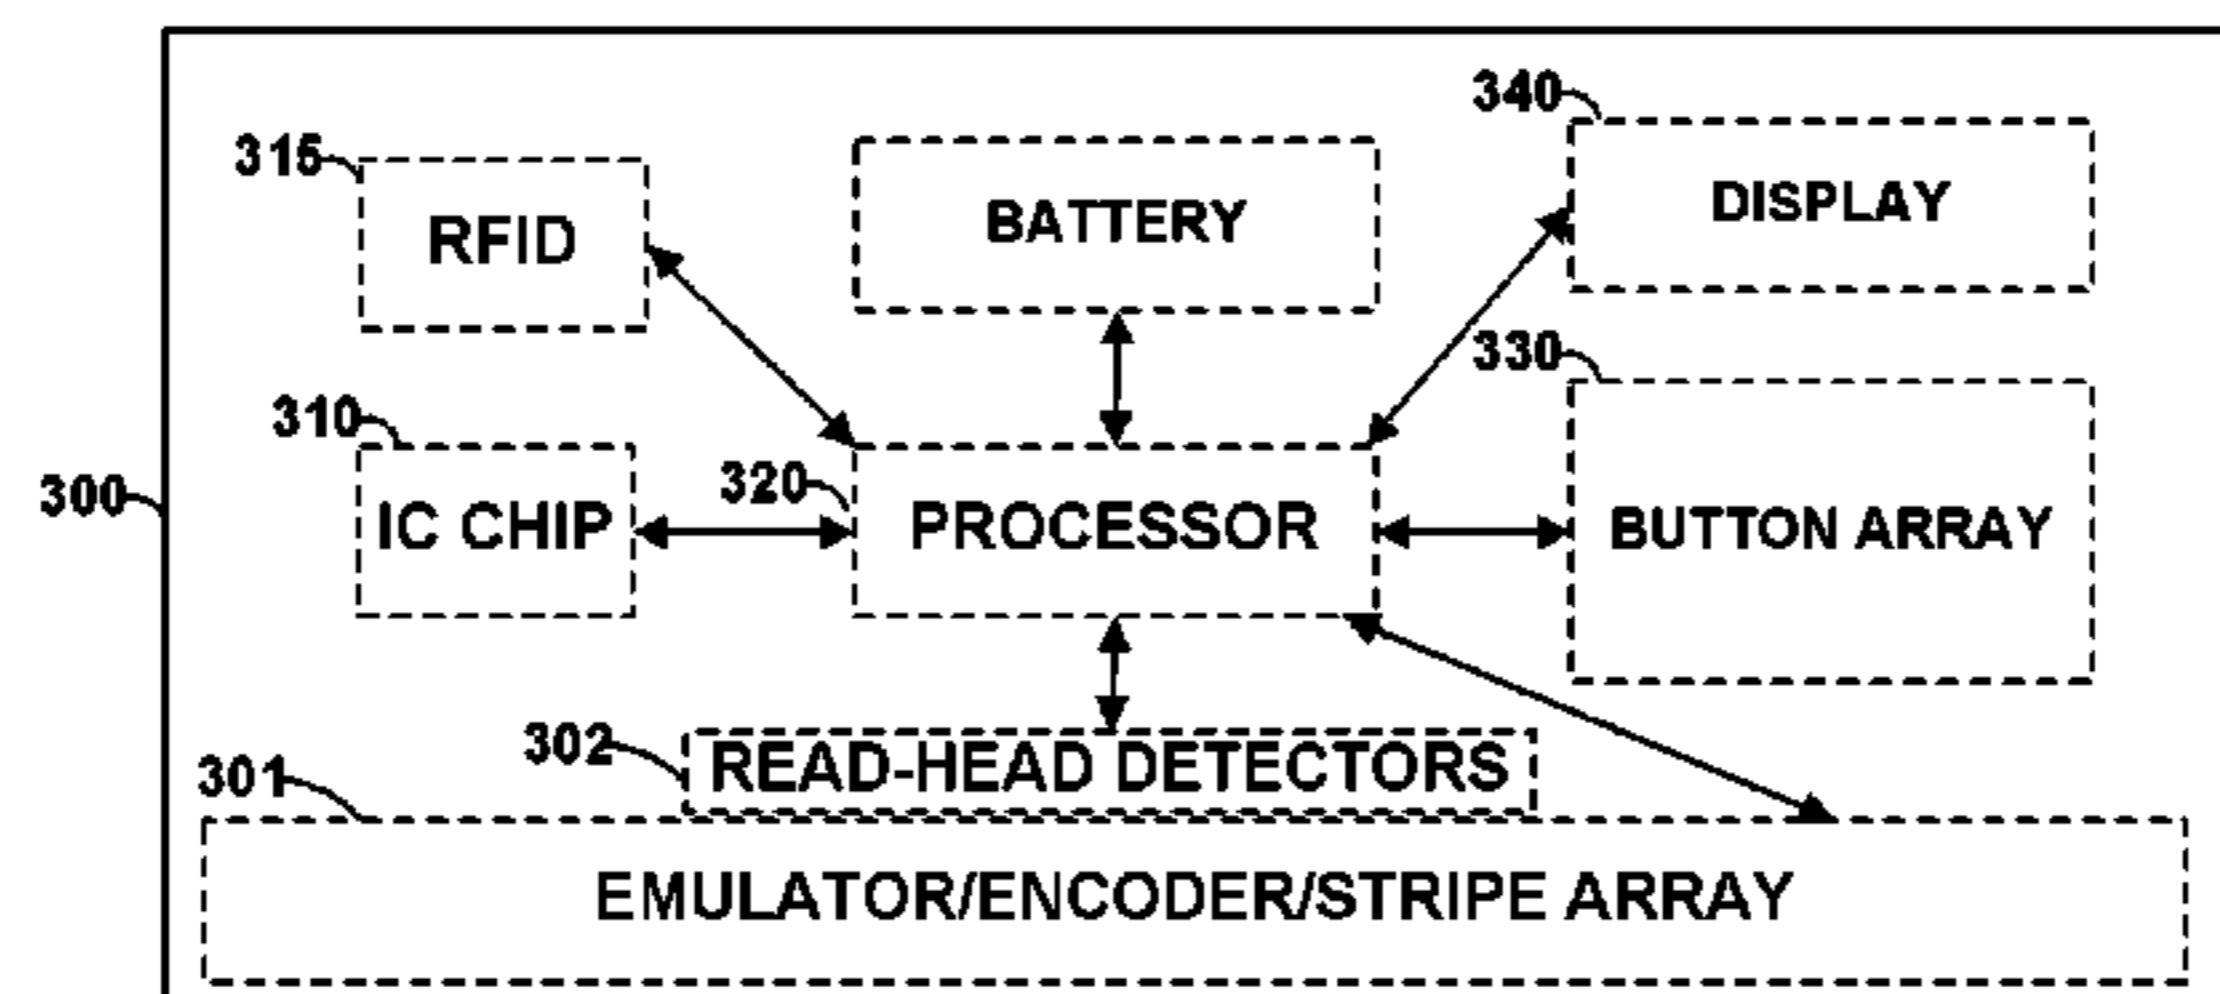 340
315
RFID
BATTERY
DISPLAY
330
310
300
320
IC CHIP
PROCESSOR
BUTTON ARRAY
302
READ-HEAD DETECTORS
301
EMULATOR/ENCODER/STRIPE ARRAY